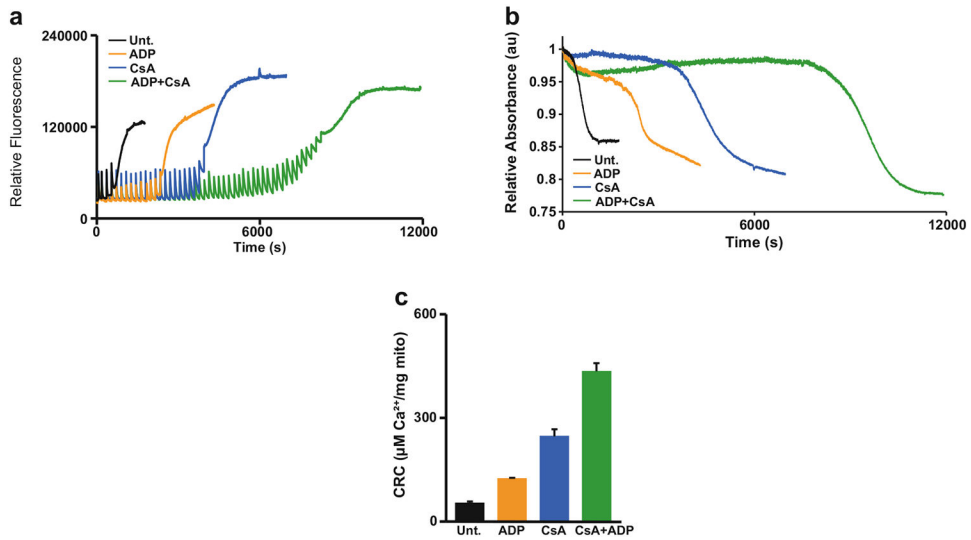 a
Relative Fluorescence
240000
120000
0
Unt.
ADP
CsA
ADP+CsA
0
6000
12000
Time (s)
b
Relative Absorbance (au)
1
0.95
0.9
0.85
0.8
0.75
Unt.
ADP
CsA
ADP+CsA
0
6000
12000
Time (s)
c
CRC (µM Ca²⁺/mg mito)
600
300
0
Unt.
ADP
CsA
CsA+ADP